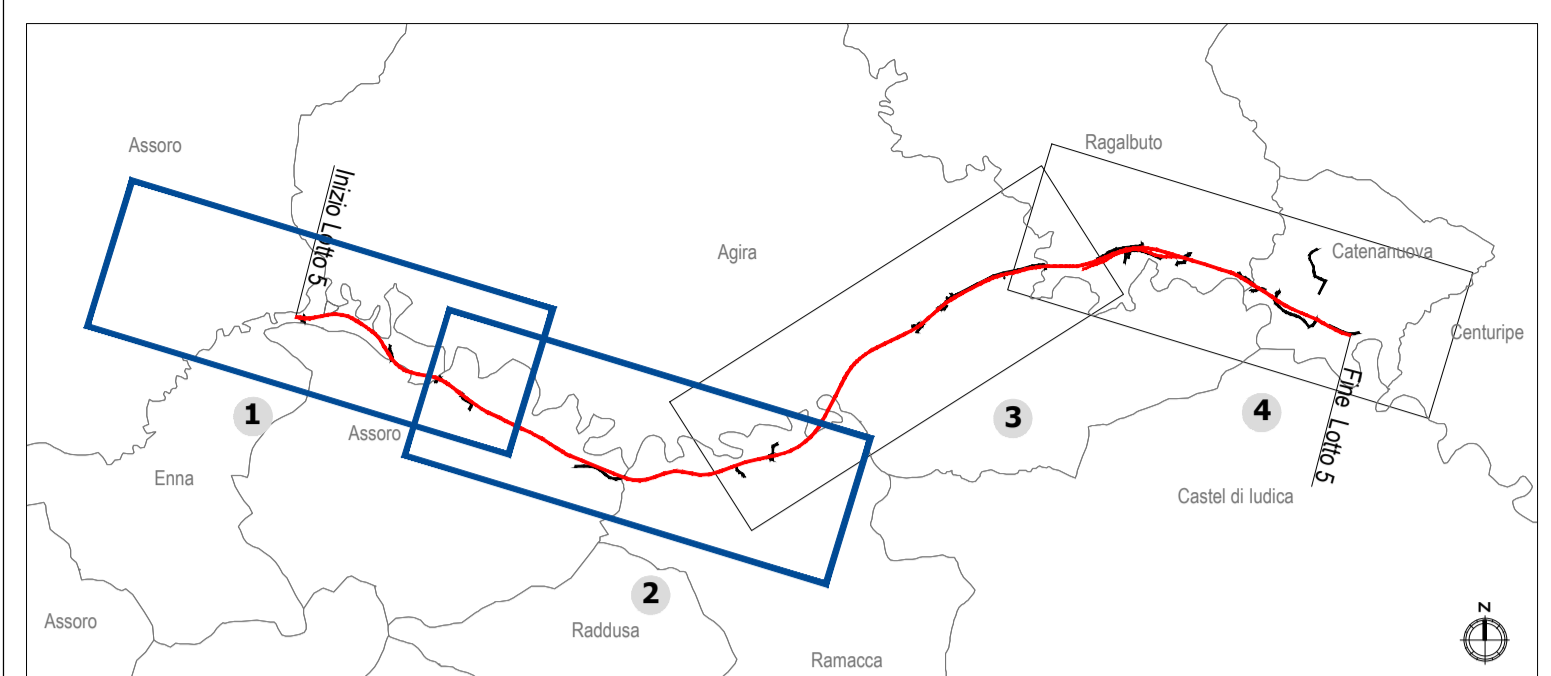 Ragalbuto
Assoro
Inizio Lotto 5
Agira
Catenanuova
Centuripe
1
3
4
Assoro
Fine Lotto 5
Enna
Castel di Iudica
2
Assoro
Raddusa
Ramacca
N